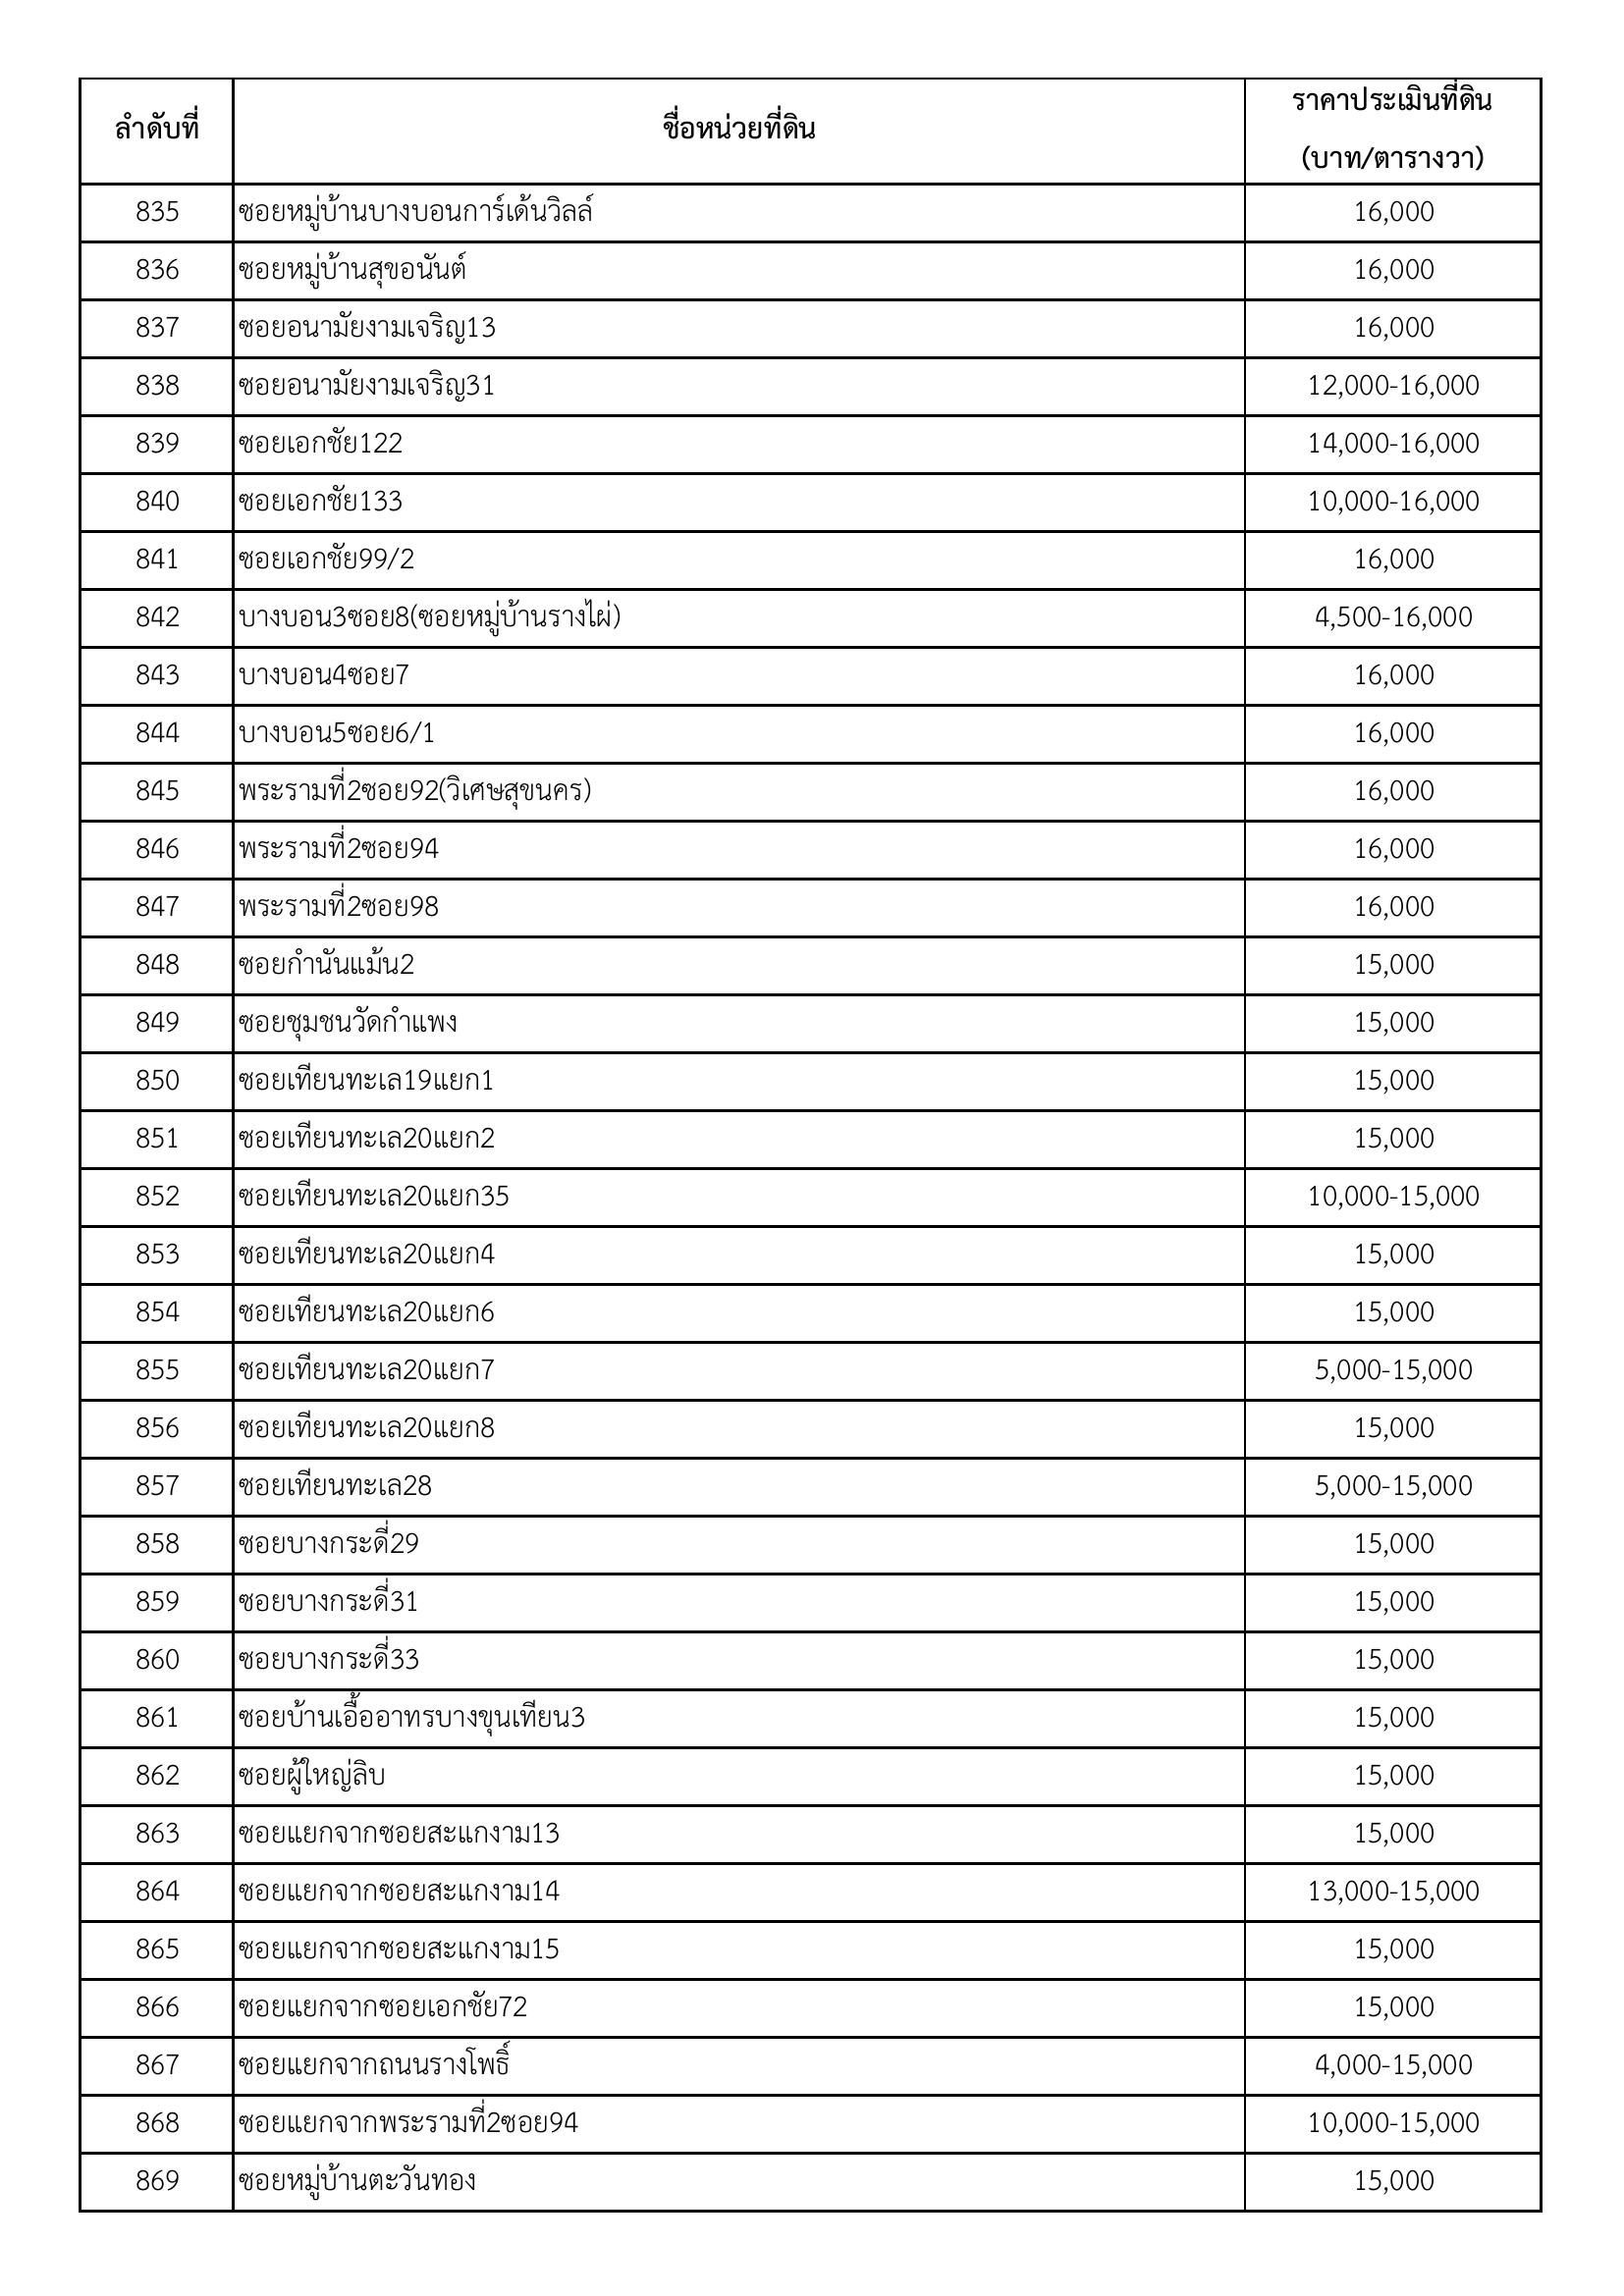 ลำดับที่ ชื่อหน่วยที่ดิน ราคาประเมินที่ดิน
(บาท/ตารางวา)
835 ซอยหมู่บ้านบางบอนการ์เด้นวิลล์ 16,000
836 ซอยหมู่บ้านสุขอนันต์ 16,000
837 ซอยอนามัยงามเจริญ13 16,000
838 ซอยอนามัยงามเจริญ31 12,000-16,000
839 ซอยเอกชัย122 14,000-16,000
840 ซอยเอกชัย133 10,000-16,000
841 ซอยเอกชัย99/2 16,000
842 บางบอน3ซอย8(ซอยหมู่บ้านรางไผ่) 4,500-16,000
843 บางบอน4ซอย7 16,000
844 บางบอน5ซอย6/1 16,000
845 พระรามที่2ซอย92(วิเศษสุขนคร) 16,000
846 พระรามที่2ซอย94 16,000
847 พระรามที่2ซอย98 16,000
848 ซอยกำนันแม้น2 15,000
849 ซอยชุมชนวัดกำแพง 15,000
850 ซอยเทียนทะเล19แยก1 15,000
851 ซอยเทียนทะเล20แยก2 15,000
852 ซอยเทียนทะเล20แยก35 10,000-15,000
853 ซอยเทียนทะเล20แยก4 15,000
854 ซอยเทียนทะเล20แยก6 15,000
855 ซอยเทียนทะเล20แยก7 5,000-15,000
856 ซอยเทียนทะเล20แยก8 15,000
857 ซอยเทียนทะเล28 5,000-15,000
858 ซอยบางกระดี่29 15,000
859 ซอยบางกระดี่31 15,000
860 ซอยบางกระดี่33 15,000
861 ซอยบ้านเอื้ออาทรบางขุนเทียน3 15,000
862 ซอยผู้ใหญ่ลิบ 15,000
863 ซอยแยกจากซอยสะแกงาม13 15,000
864 ซอยแยกจากซอยสะแกงาม14 13,000-15,000
865 ซอยแยกจากซอยสะแกงาม15 15,000
866 ซอยแยกจากซอยเอกชัย72 15,000
867 ซอยแยกจากถนนรางโพธิ์ 4,000-15,000
868 ซอยแยกจากพระรามที่2ซอย94 10,000-15,000
869 ซอยหมู่บ้านตะวันทอง 15,000